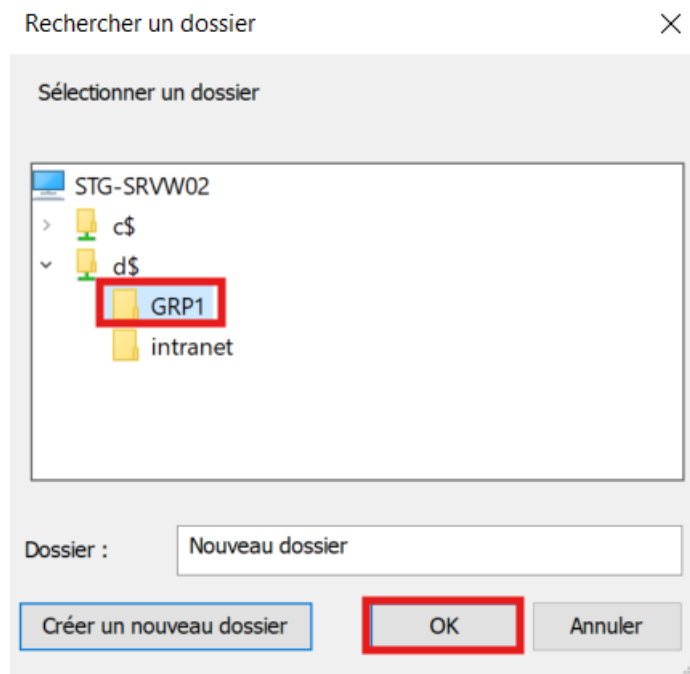 Rechercher un dossier
Sélectionner un dossier
STG-SRVW02
c$
d$
GRP1
intranet
Dossier : Nouveau dossier
Créer un nouveau dossier OK Annuler